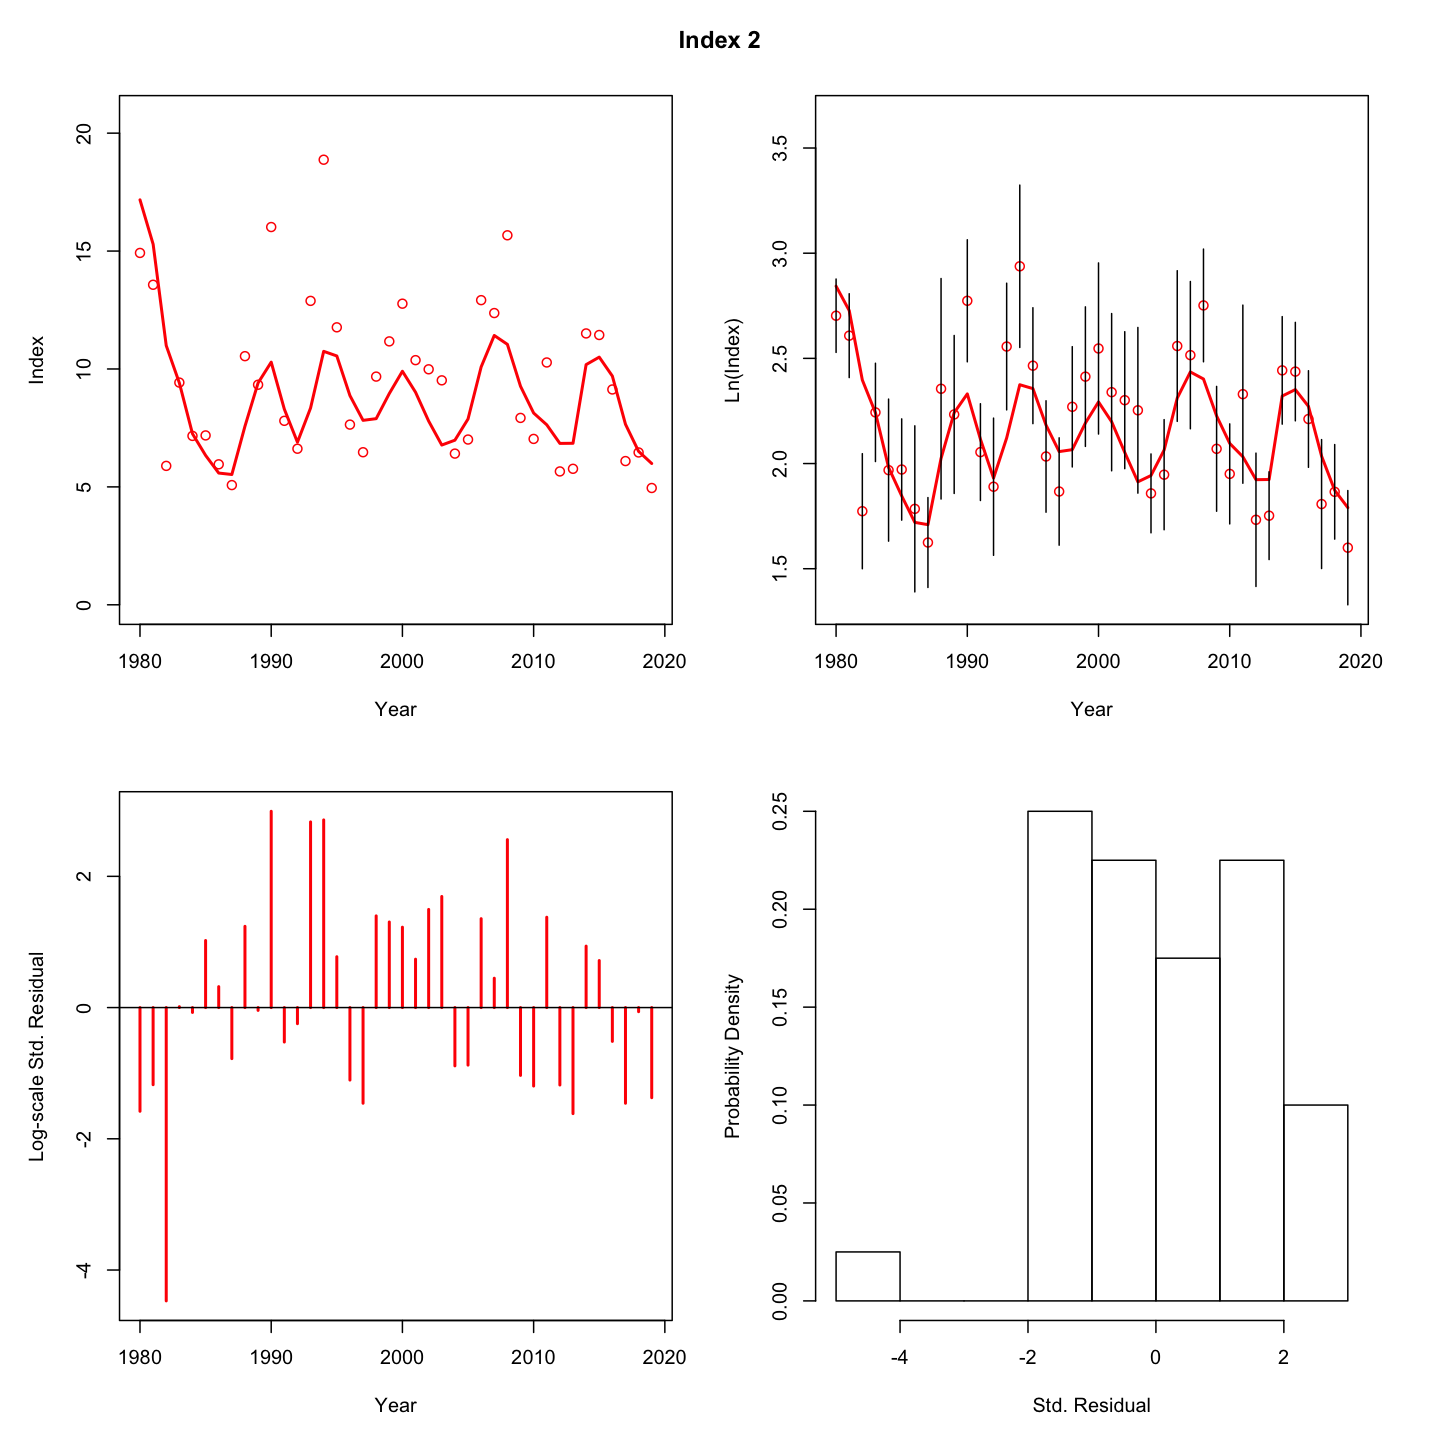 Index 2
Index
20
15
10
5
0
1980 1990 2000 2010 2020
Year
Ln(Index)
3.5
3.0
2.5
2.0
1.5
1980 1990 2000 2010 2020
Year
Log-scale Std. Residual
2
0
-2
-4
1980 1990 2000 2010 2020
Year
Probability Density
0.25
0.20
0.15
0.10
0.05
0.00
-4 -2 0 2
Std. Residual